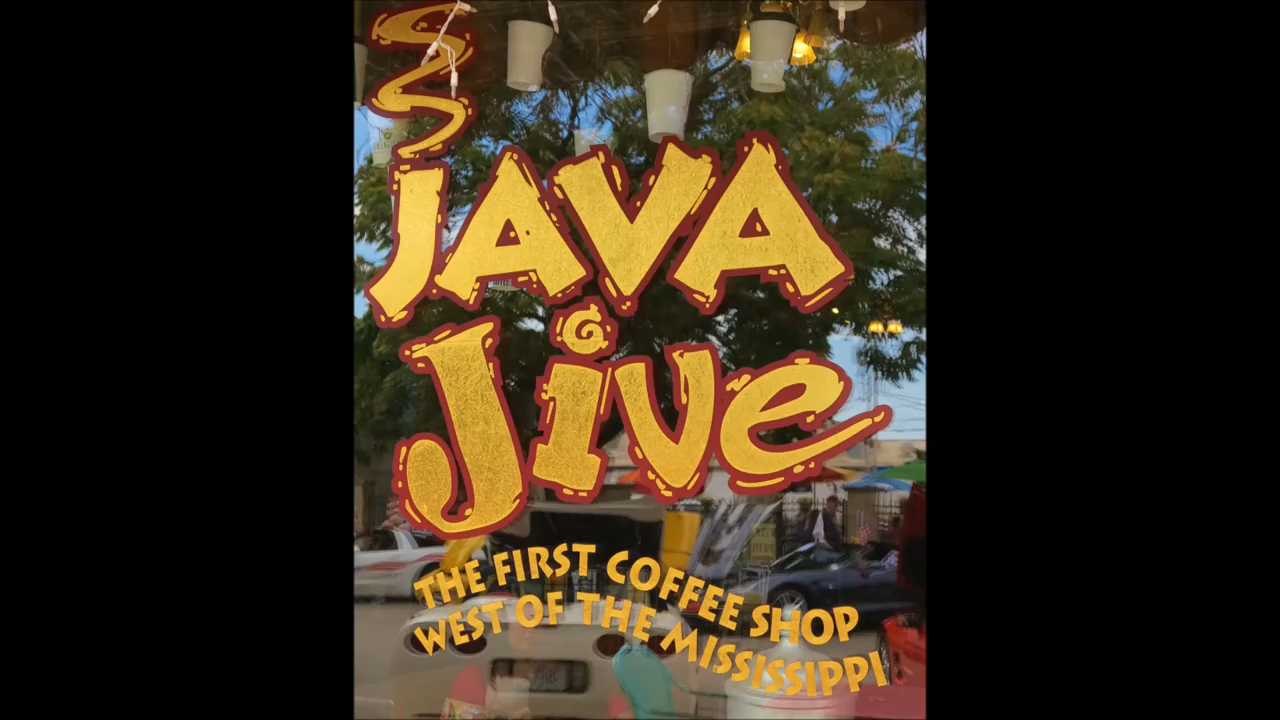 JAVA
Jive
THE FIRST COFFEE SHOP
WEST OF THE MISSISSIPPI